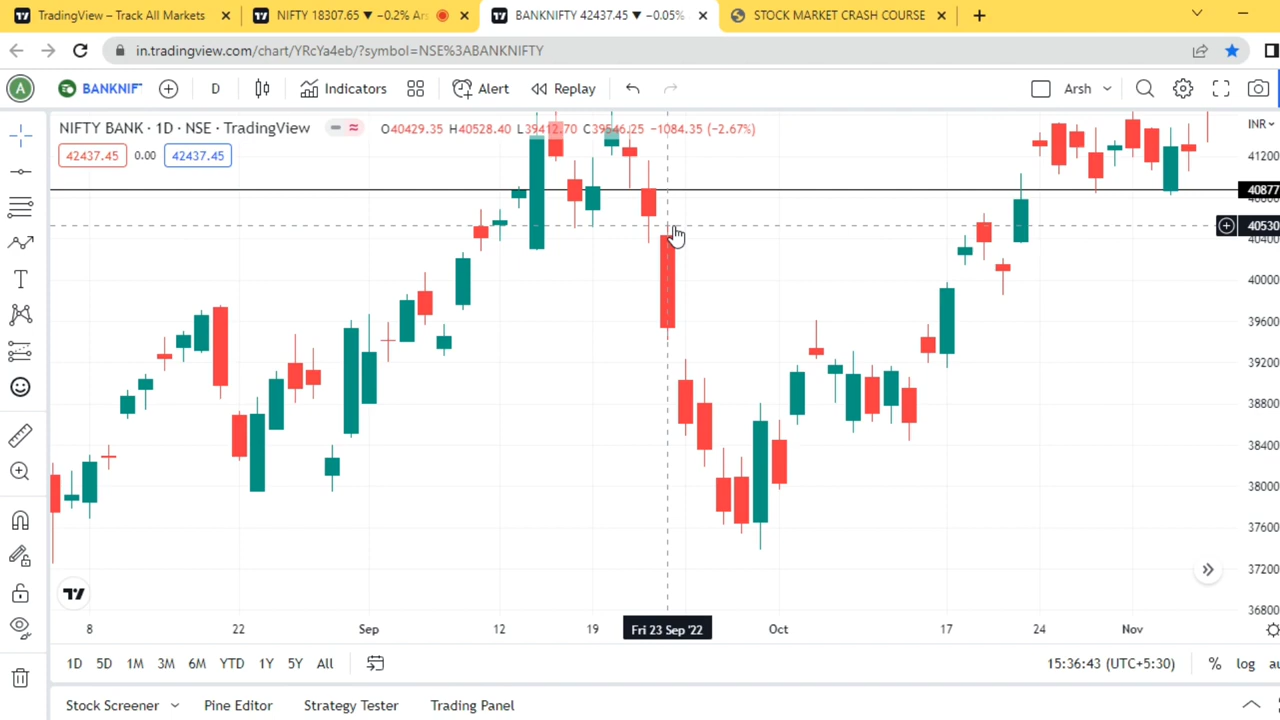 TradingView – Track All Markets
NIFTY 18307.65 ▼ −0.2% Ars
BANKNIFTY 42437.45 ▼ −0.05%
STOCK MARKET CRASH COURSE
in.tradingview.com/chart/YRcYa4eb/?symbol=NSE%3ABANKNIFTY
A
BANKNIFT
D
Indicators
Alert
Replay
Arsh
NIFTY BANK · 1D · NSE · TradingView
O40429.35 H40528.40 L39412.70 C39546.25 −1084.35 (−2.67%)
INR
42437.45
0.00
42437.45
41200
40877
40800
40530
40400
40000
39600
39200
38800
38400
38000
37600
37200
36800
8
22
Sep
12
19
Fri 23 Sep '22
Oct
17
24
Nov
1D
5D
1M
3M
6M
YTD
1Y
5Y
All
15:36:43 (UTC+5:30)
%
log
au
Stock Screener
Pine Editor
Strategy Tester
Trading Panel